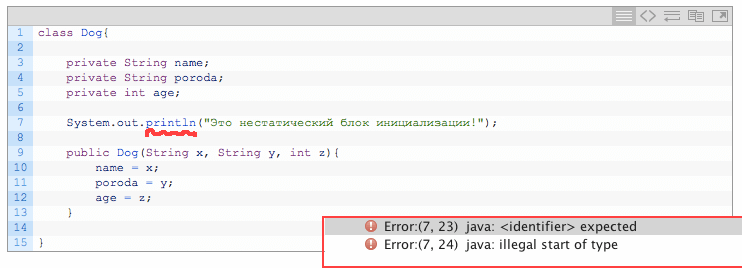 1 class Dog{
2
3 private String name;
4 private String poroda;
5 private int age;
6
7 System.out.println("Это нестатический блок инициализации!");
8
9 public Dog(String x, String y, int z){
10 name = x;
11 poroda = y;
12 age = z;
13 }
14
15 }
Error:(7, 23) java: <identifier> expected
Error:(7, 24) java: illegal start of type